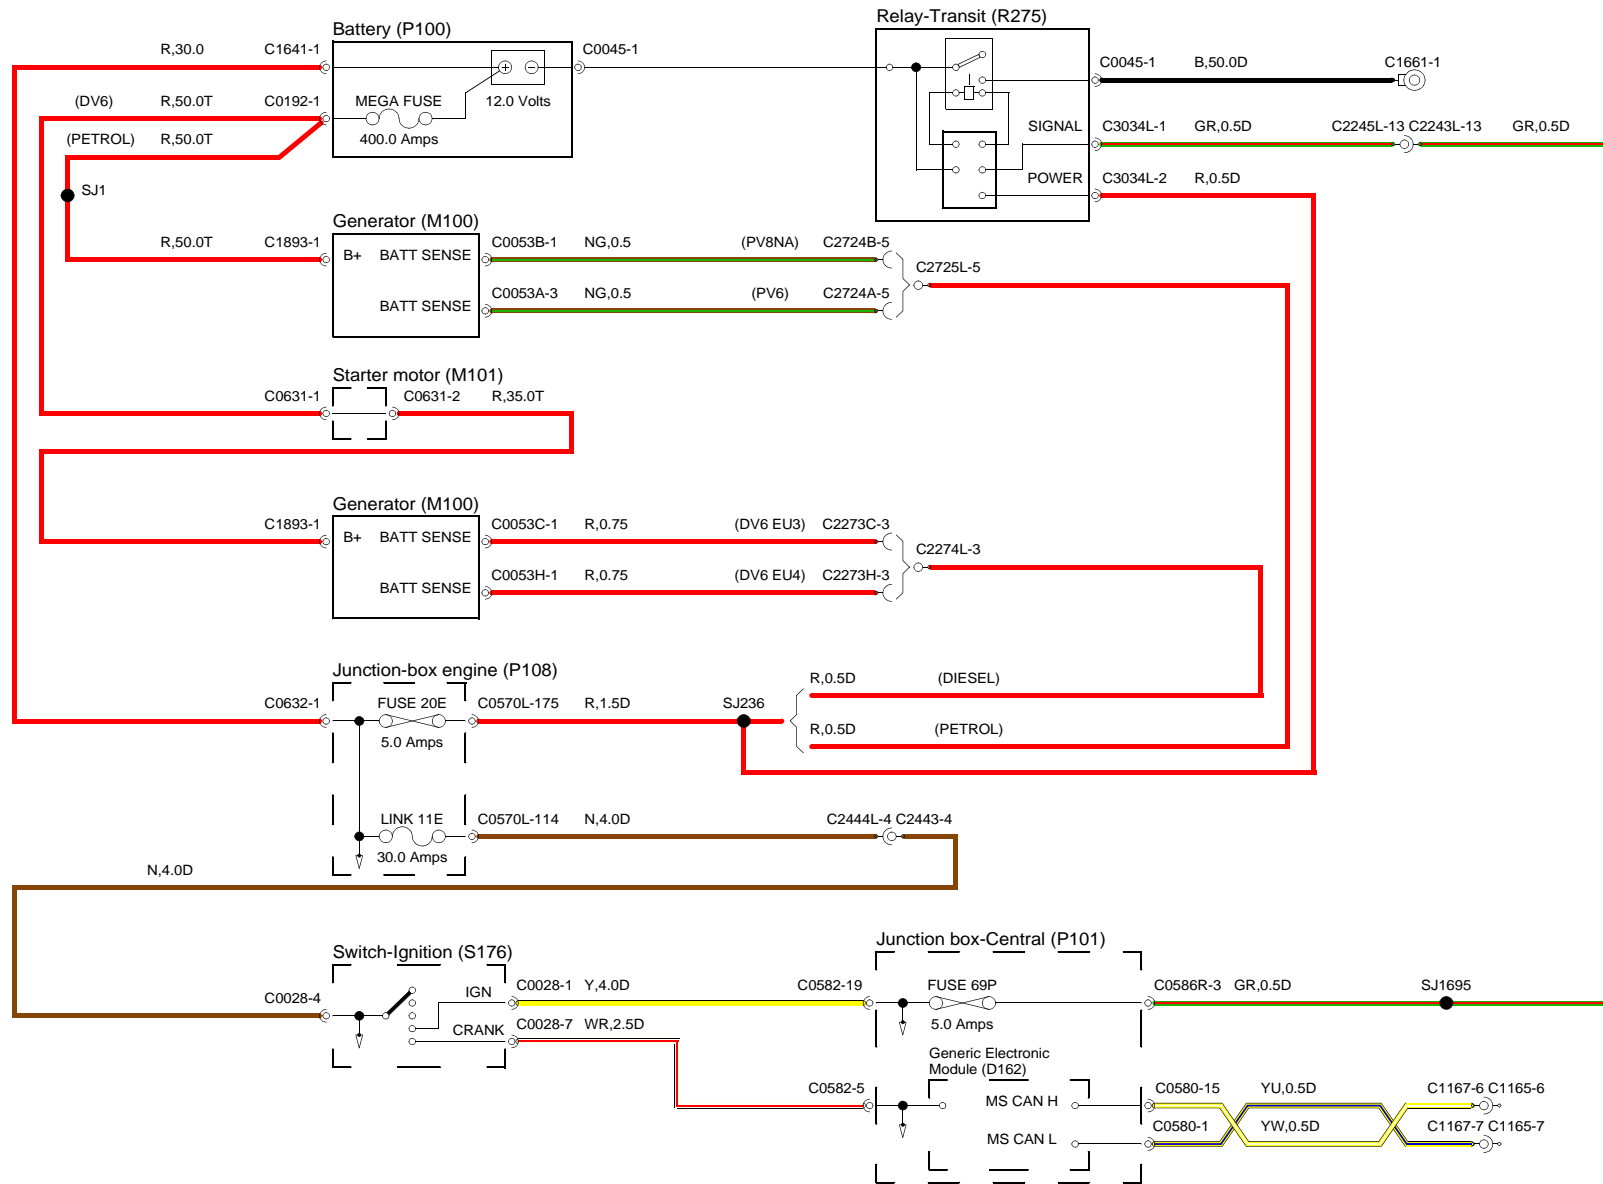 Battery (P100)
Relay-Transit (R275)
R,30.0 C1641-1 C0045-1
C0045-1 B,50.0D C1661-1
(DV6) R,50.0T C0192-1 MEGA FUSE 12.0 Volts
400.0 Amps
(PETROL) R,50.0T
SIGNAL C3034L-1 GR,0.5D C2245L-13 C2243L-13 GR,0.5D
POWER C3034L-2 R,0.5D
SJ1
Generator (M100)
R,50.0T C1893-1 B+ BATT SENSE C0053B-1 NG,0.5 (PV8NA) C2724B-5
C2725L-5
BATT SENSE C0053A-3 NG,0.5 (PV6) C2724A-5
Starter motor (M101)
C0631-1 C0631-2 R,35.0T
Generator (M100)
C1893-1 B+ BATT SENSE C0053C-1 R,0.75 (DV6 EU3) C2273C-3
C2274L-3
BATT SENSE C0053H-1 R,0.75 (DV6 EU4) C2273H-3
Junction-box engine (P108)
R,0.5D (DIESEL)
C0632-1 FUSE 20E C0570L-175 R,1.5D SJ236
5.0 Amps
R,0.5D (PETROL)
LINK 11E C0570L-114 N,4.0D C2444L-4 C2443-4
30.0 Amps
N,4.0D
Switch-Ignition (S176)
Junction box-Central (P101)
C0028-4 IGN C0028-1 Y,4.0D C0582-19 FUSE 69P C0586R-3 GR,0.5D SJ1695
5.0 Amps
CRANK C0028-7 WR,2.5D
Generic Electronic
Module (D162)
C0582-5 MS CAN H C0580-15 YU,0.5D C1167-6 C1165-6
MS CAN L C0580-1 YW,0.5D C1167-7 C1165-7